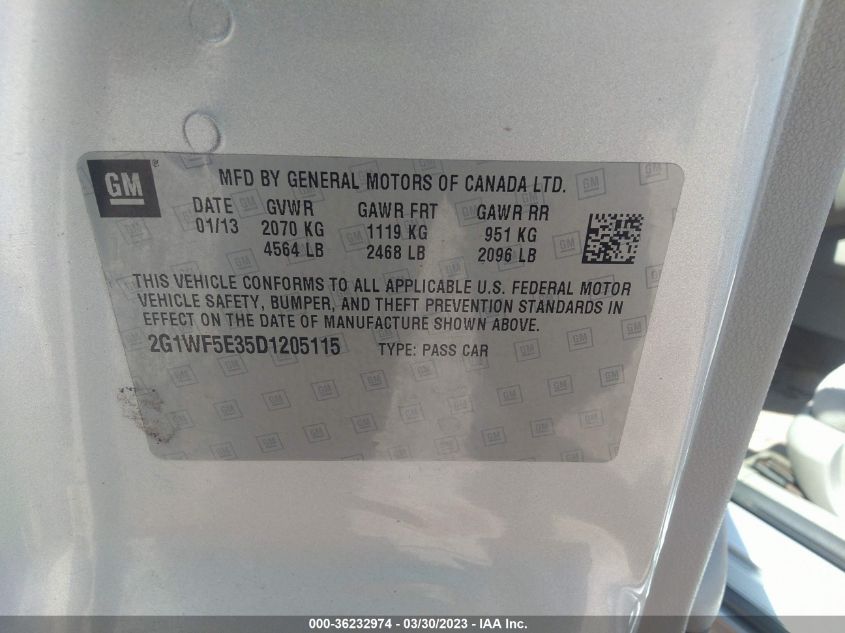 GM ®
MFD BY GENERAL MOTORS OF CANADA LTD.
DATE GVWR GAWR FRT GAWR RR
01/13 2070 KG 1119 KG 951 KG
4564 LB 2468 LB 2096 LB
THIS VEHICLE CONFORMS TO ALL APPLICABLE U.S. FEDERAL MOTOR
VEHICLE SAFETY, BUMPER, AND THEFT PREVENTION STANDARDS IN
EFFECT ON THE DATE OF MANUFACTURE SHOWN ABOVE.
2G1WF5E35D1205115 TYPE: PASS CAR
000-36232974 / 03/30/2023 - IAA Inc.